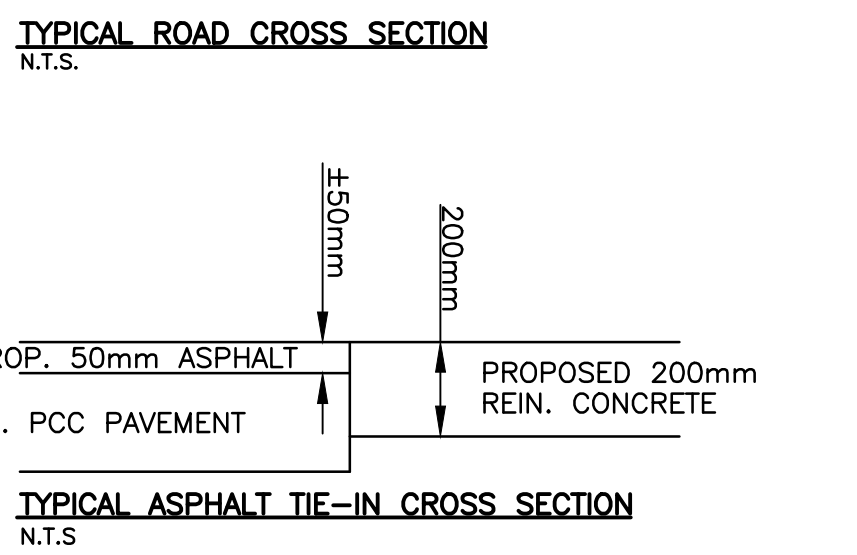 TYPICAL ROAD CROSS SECTION
N.T.S.
±50mm
200mm
ROP. 50mm ASPHALT
PROPOSED 200mm
REIN. CONCRETE
. PCC PAVEMENT
TYPICAL ASPHALT TIE-IN CROSS SECTION
N.T.S